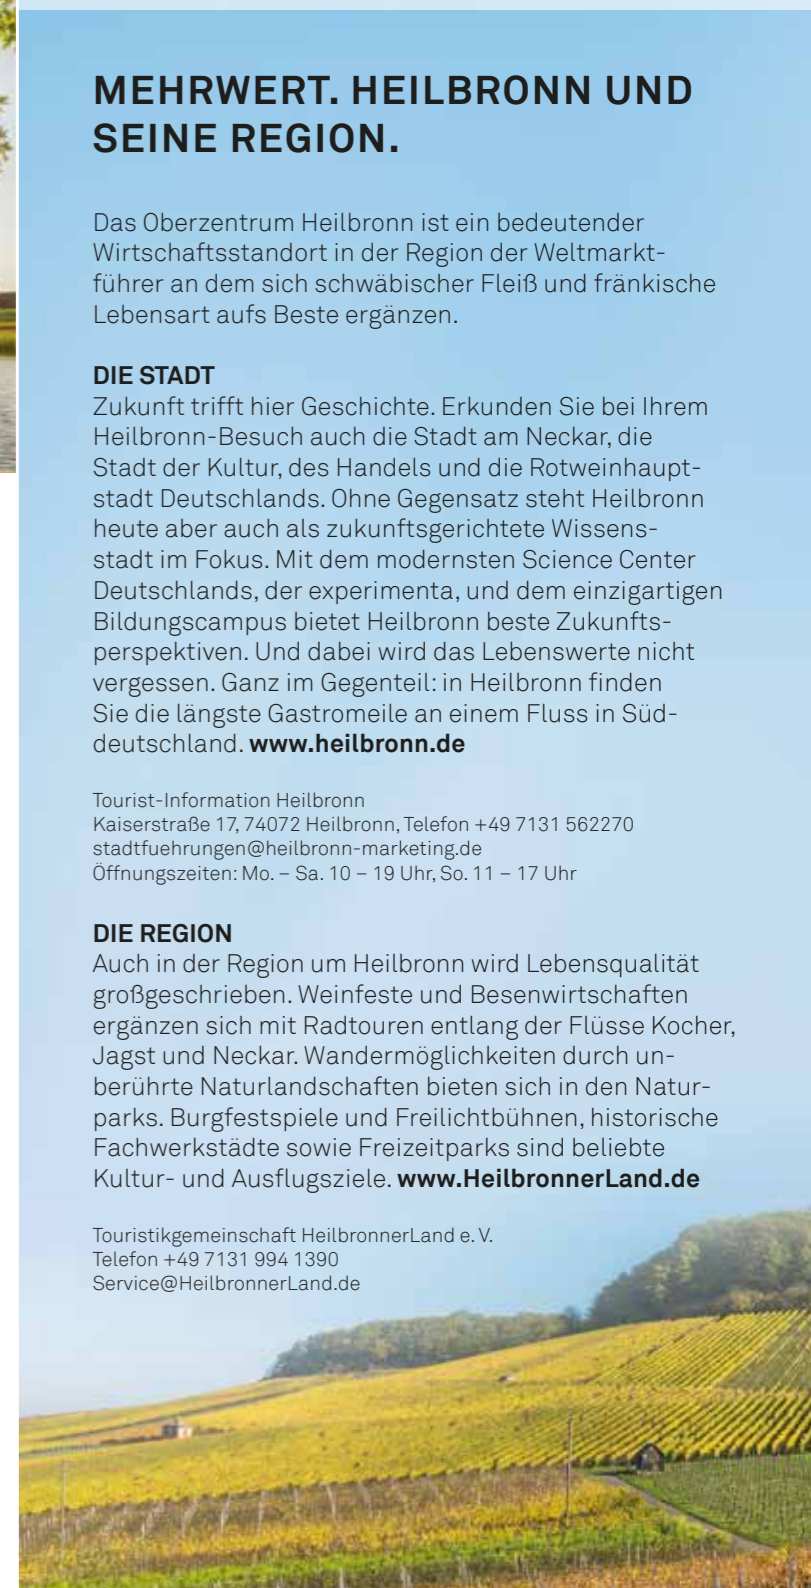 MEHRWERT. HEILBRONN UND
SEINE REGION.
Das Oberzentrum Heilbronn ist ein bedeutender
Wirtschaftsstandort in der Region der Weltmarkt-
führer an dem sich schwäbischer Fleiß und fränkische
Lebensart aufs Beste ergänzen.
DIE STADT
Zukunft trifft hier Geschichte. Erkunden Sie bei Ihrem
Heilbronn-Besuch auch die Stadt am Neckar, die
Stadt der Kultur, des Handels und die Rotweinhaupt-
stadt Deutschlands. Ohne Gegensatz steht Heilbronn
heute aber auch als zukunftsgerichtete Wissens-
stadt im Fokus. Mit dem modernsten Science Center
Deutschlands, der experimenta, und dem einzigartigen
Bildungscampus bietet Heilbronn beste Zukunfts-
perspektiven. Und dabei wird das Lebenswerte nicht
vergessen. Ganz im Gegenteil: in Heilbronn finden
Sie die längste Gastromeile an einem Fluss in Süd-
deutschland. www.heilbronn.de
Tourist-Information Heilbronn
Kaiserstraße 17, 74072 Heilbronn, Telefon +49 7131 562270
stadtfuehrungen@heilbronn-marketing.de
Öffnungszeiten: Mo. – Sa. 10 – 19 Uhr, So. 11 – 17 Uhr
DIE REGION
Auch in der Region um Heilbronn wird Lebensqualität
großgeschrieben. Weinfeste und Besenwirtschaften
ergänzen sich mit Radtouren entlang der Flüsse Kocher,
Jagst und Neckar. Wandermöglichkeiten durch un-
berührte Naturlandschaften bieten sich in den Natur-
parks. Burgfestspiele und Freilichtbühnen, historische
Fachwerkstädte sowie Freizeitparks sind beliebte
Kultur- und Ausflugsziele. www.HeilbronnerLand.de
Touristikgemeinschaft HeilbronnerLand e. V.
Telefon +49 7131 994 1390
Service@HeilbronnerLand.de